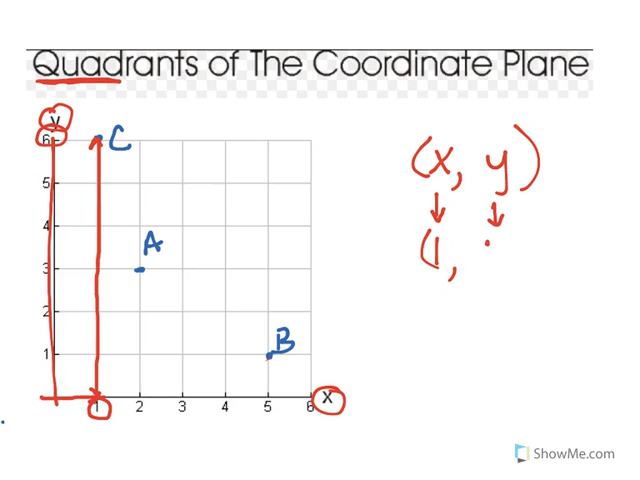 Quadrants of The Coordinate Plane
y
6
C
(x, y)
5
4
A
(1,
3
2
B
1
1 2 3 4 5 6 X
ShowMe.com